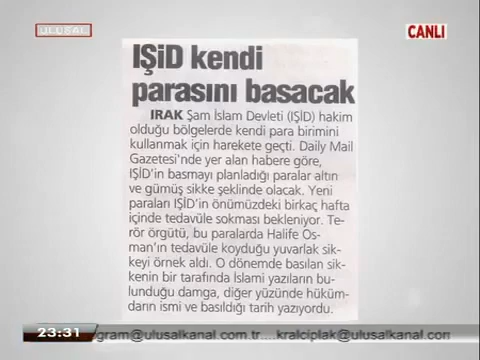 ULUSAL
CANLI
IŞiD kendi
parasını basacak
IRAK Şam İslam Devleti (IŞİD) hakim
olduğu bölgelerde kendi para birimini
kullanmak için harekete geçti. Daily Mail
Gazetesi'nde yer alan habere göre,
IŞİD'in basmayı planladığı paralar altın
ve gümüş sikke şeklinde olacak. Yeni
paraları IŞİD'in önümüzdeki birkaç hafta
içinde tedavüle sokması bekleniyor. Te-
rör örgütü, bu paralarda Halife Os-
man'ın tedavüle koyduğu yuvarlak sik-
keyi örnek aldı. O dönemde basılan sik-
kenin bir tarafında İslami yazıların bu-
lunduğu damga, diğer yüzünde hüküm-
darın ismi ve basıldığı tarih yazıyordu.
23:31 gram@ulusalkanal.com.... kralciplak@ulusalkanal.com